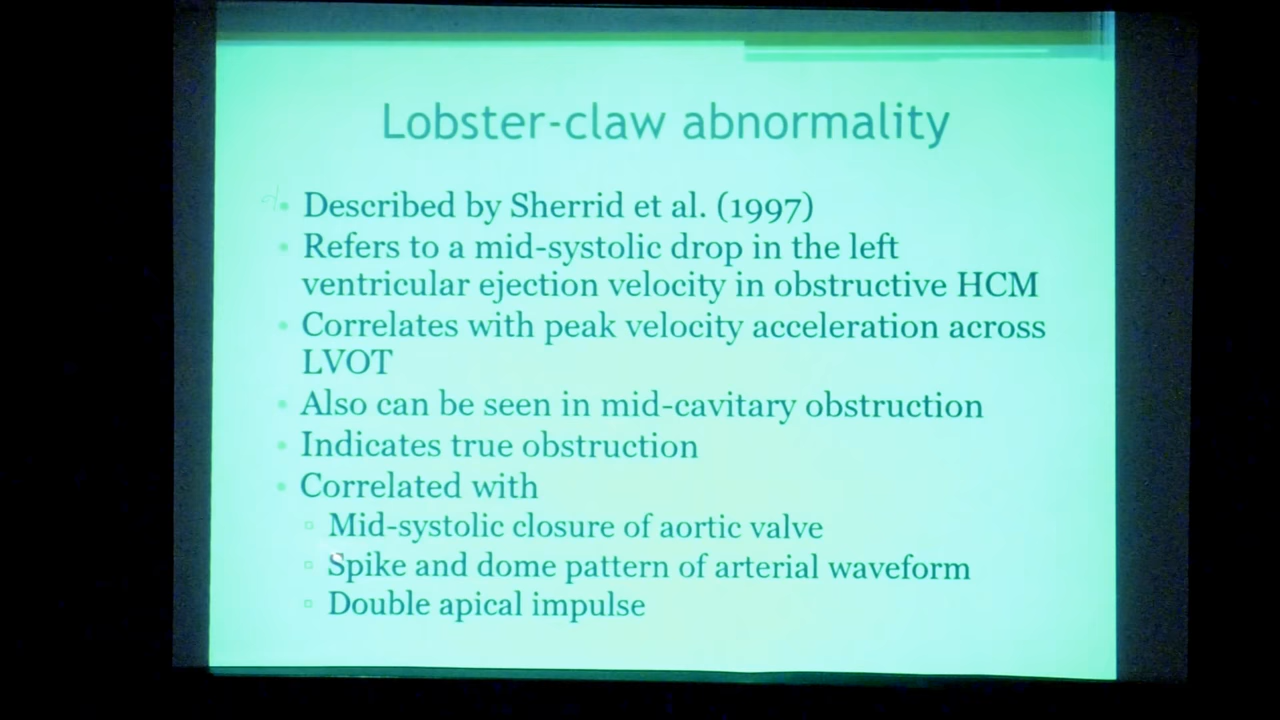 Lobster-claw abnormality
• Described by Sherrid et al. (1997)
• Refers to a mid-systolic drop in the left
ventricular ejection velocity in obstructive HCM
• Correlates with peak velocity acceleration across
LVOT
• Also can be seen in mid-cavitary obstruction
• Indicates true obstruction
• Correlated with
▫ Mid-systolic closure of aortic valve
▫ Spike and dome pattern of arterial waveform
▫ Double apical impulse